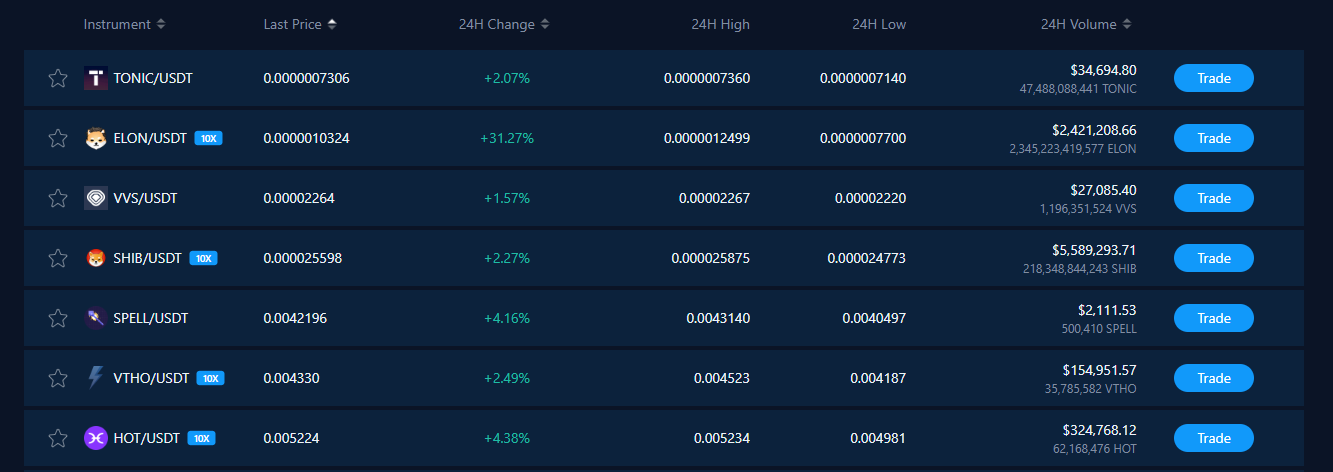 Instrument Last Price 24H Change 24H High 24H Low 24H Volume
TONIC/USDT 0.0000007306 +2.07% 0.0000007360 0.0000007140 $34,694.80 Trade
47,488,088,441 TONIC
ELON/USDT 10X 0.0000010324 +31.27% 0.0000012499 0.0000007700 $2,421,208.66 Trade
2,345,223,419,577 ELON
VVS/USDT 0.00002264 +1.57% 0.00002267 0.00002220 $27,085.40 Trade
1,196,351,524 VVS
SHIB/USDT 10X 0.000025598 +2.27% 0.000025875 0.000024773 $5,589,293.71 Trade
218,348,844,243 SHIB
SPELL/USDT 0.0042196 +4.16% 0.0043140 0.0040497 $2,111.53 Trade
500,410 SPELL
VTHO/USDT 10X 0.004330 +2.49% 0.004523 0.004187 $154,951.57 Trade
35,785,582 VTHO
HOT/USDT 10X 0.005224 +4.38% 0.005234 0.004981 $324,768.12 Trade
62,168,476 HOT